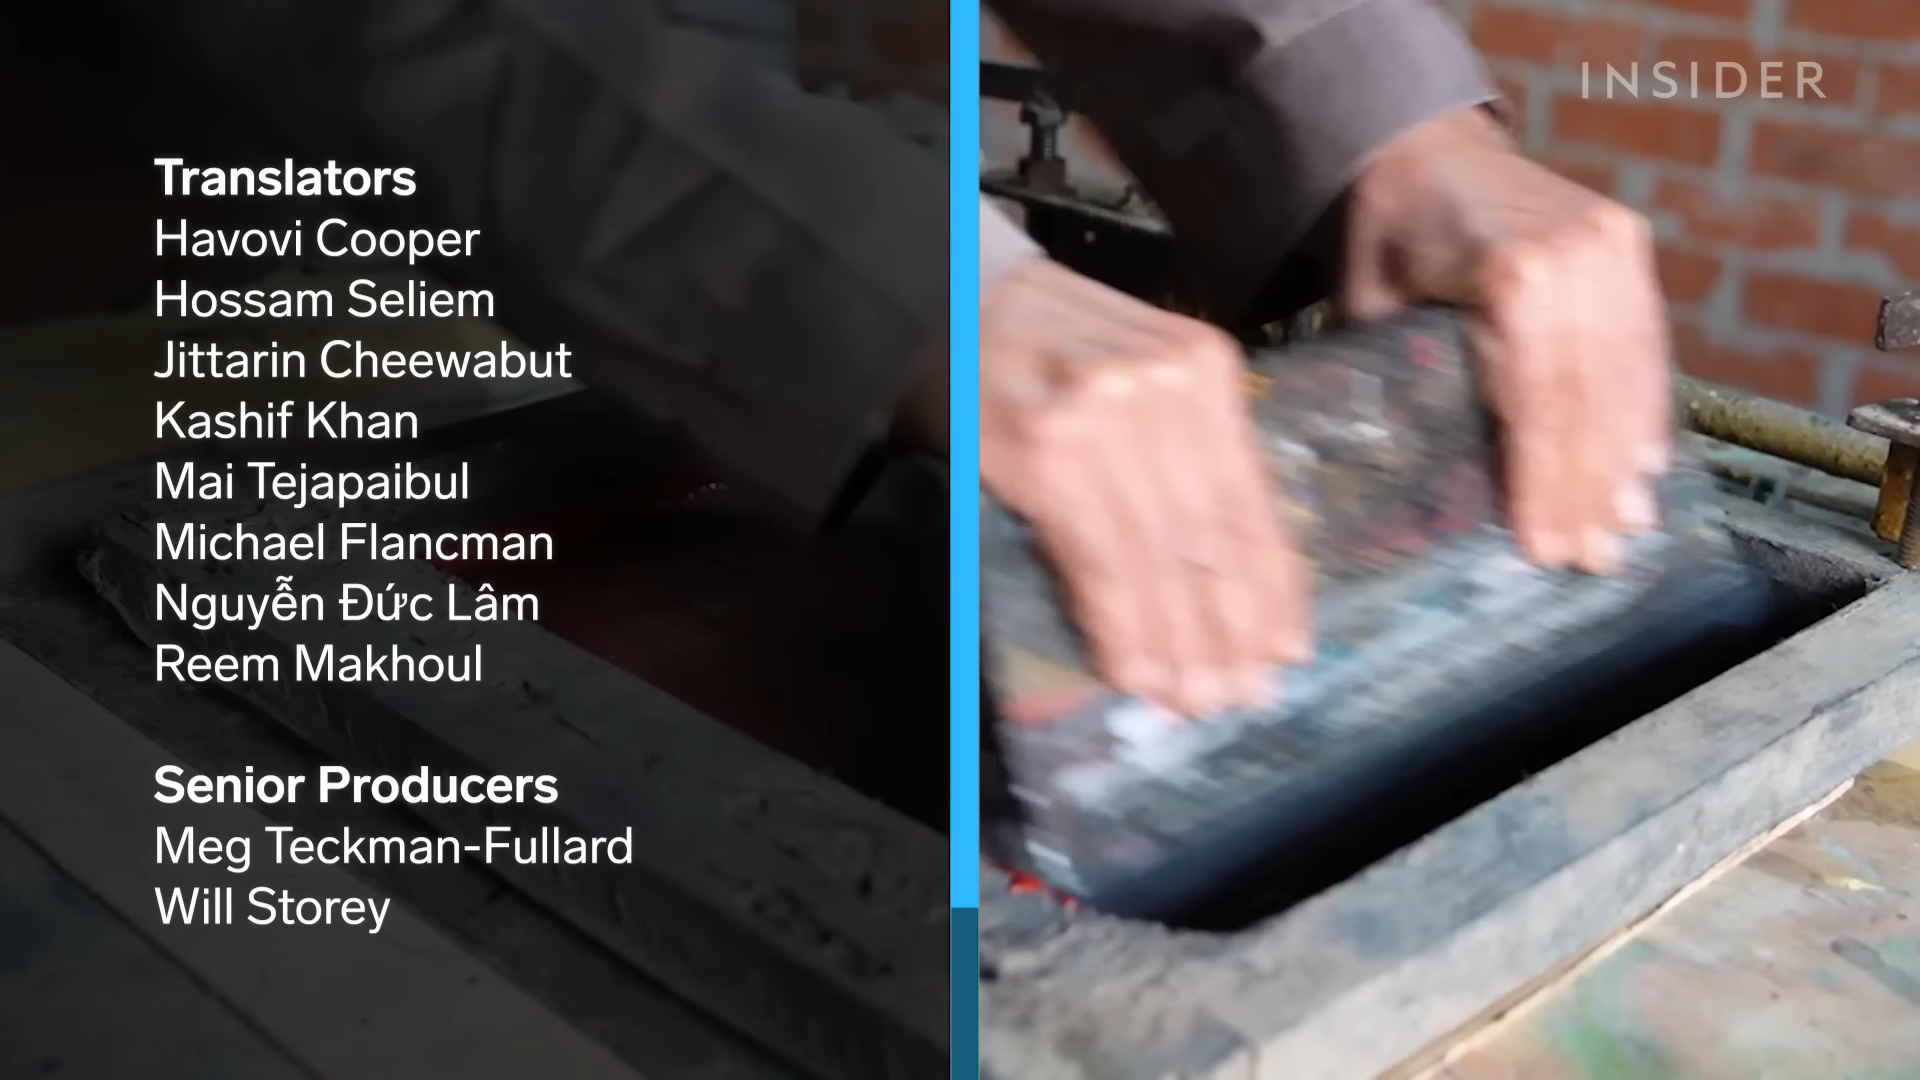 INSIDER
Translators
Havovi Cooper
Hossam Seliem
Jittarin Cheewabut
Kashif Khan
Mai Tejapaibul
Michael Flancman
Nguyễn Đức Lâm
Reem Makhoul
Senior Producers
Meg Teckman-Fullard
Will Storey